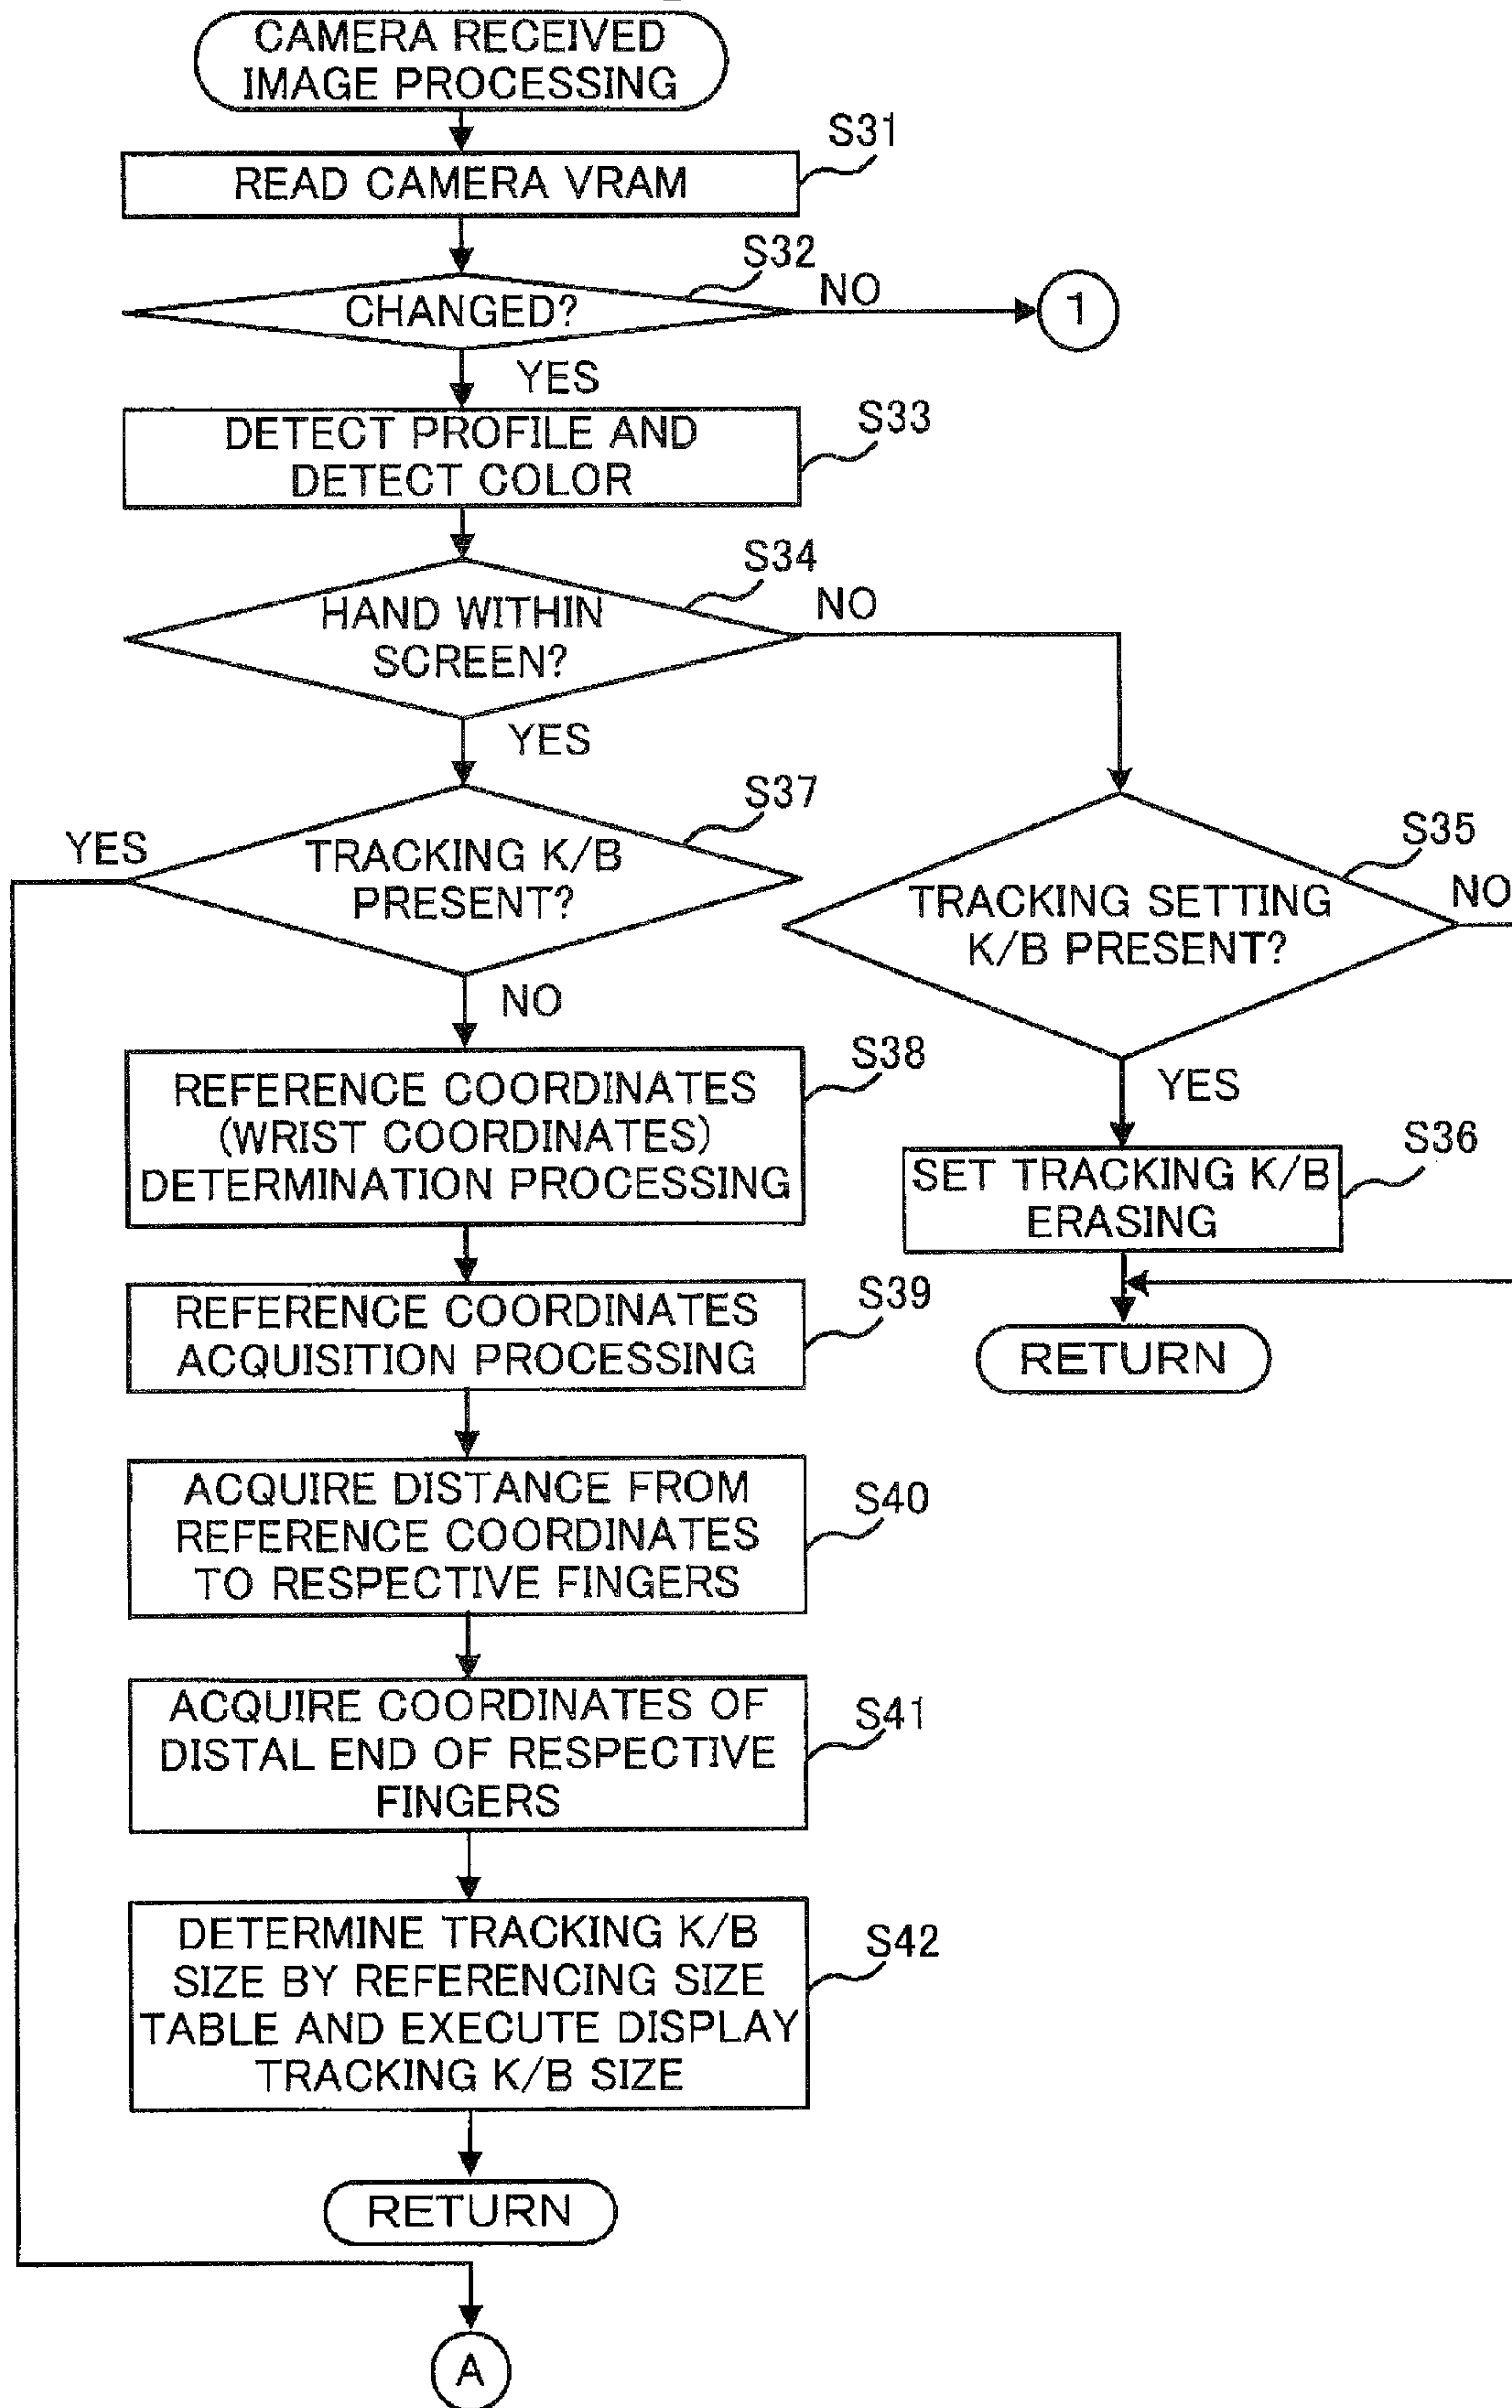 CAMERA RECEIVED
IMAGE PROCESSING
S31
READ CAMERA VRAM
S32
CHANGED?
NO
1
YES
S33
DETECT PROFILE AND
DETECT COLOR
S34
HAND WITHIN
SCREEN?
NO
YES
S37
TRACKING K/B
PRESENT?
YES
NO
S35
TRACKING SETTING
K/B PRESENT?
NO
YES
S36
SET TRACKING K/B
ERASING
RETURN
S38
REFERENCE COORDINATES
(WRIST COORDINATES)
DETERMINATION PROCESSING
S39
REFERENCE COORDINATES
ACQUISITION PROCESSING
S40
ACQUIRE DISTANCE FROM
REFERENCE COORDINATES
TO RESPECTIVE FINGERS
S41
ACQUIRE COORDINATES OF
DISTAL END OF RESPECTIVE
FINGERS
S42
DETERMINE TRACKING K/B
SIZE BY REFERENCING SIZE
TABLE AND EXECUTE DISPLAY
TRACKING K/B SIZE
RETURN
A